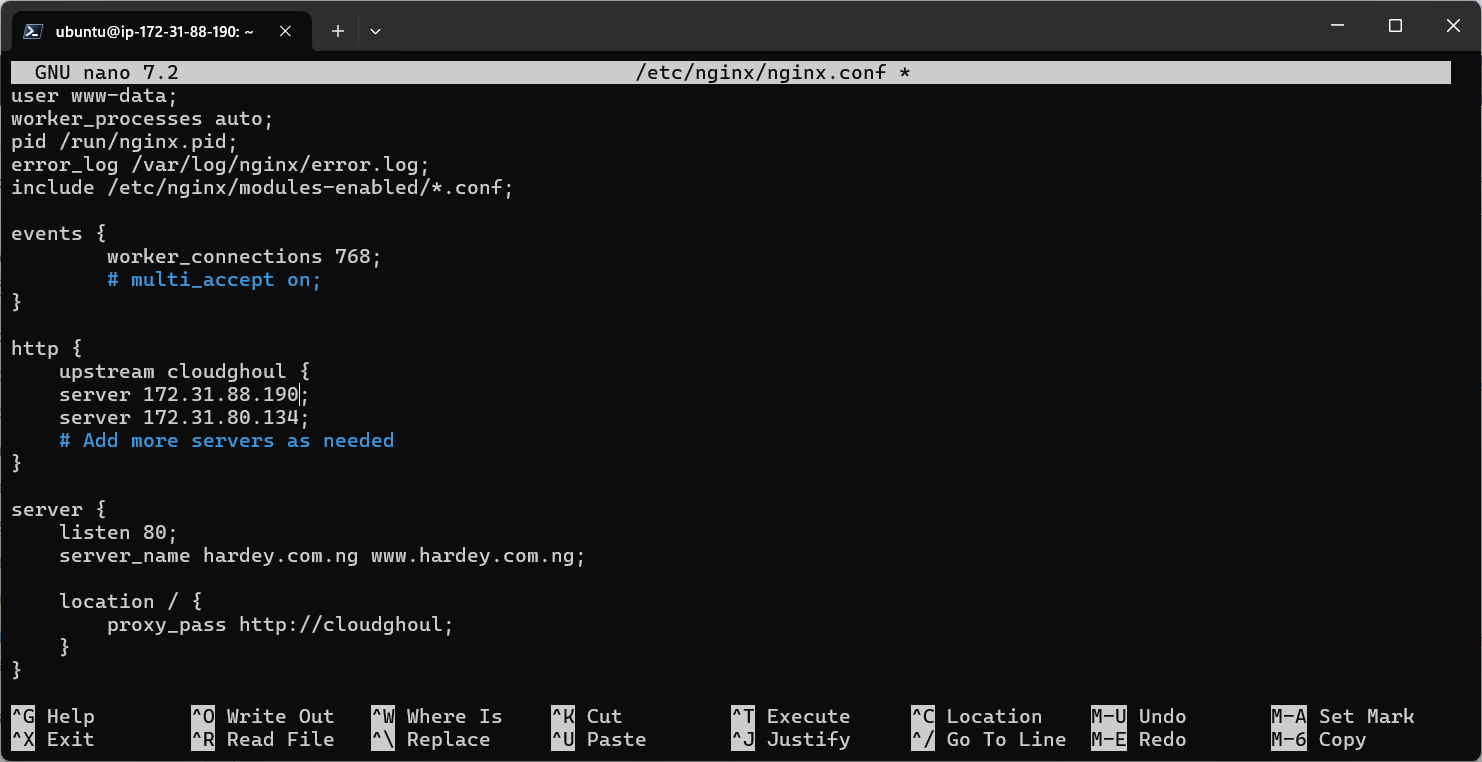 ubuntu@ip-172-31-88-190: ~
GNU nano 7.2 /etc/nginx/nginx.conf *
user www-data;
worker_processes auto;
pid /run/nginx.pid;
error_log /var/log/nginx/error.log;
include /etc/nginx/modules-enabled/*.conf;

events {
        worker_connections 768;
        # multi_accept on;
}

http {
    upstream cloudghoul {
    server 172.31.88.190;
    server 172.31.80.134;
    # Add more servers as needed
}

server {
    listen 80;
    server_name hardey.com.ng www.hardey.com.ng;

    location / {
        proxy_pass http://cloudghoul;
    }
}

^G Help ^O Write Out ^W Where Is ^K Cut ^T Execute ^C Location M-U Undo M-A Set Mark
^X Exit ^R Read File ^\ Replace ^U Paste ^J Justify ^/ Go To Line M-E Redo M-6 Copy